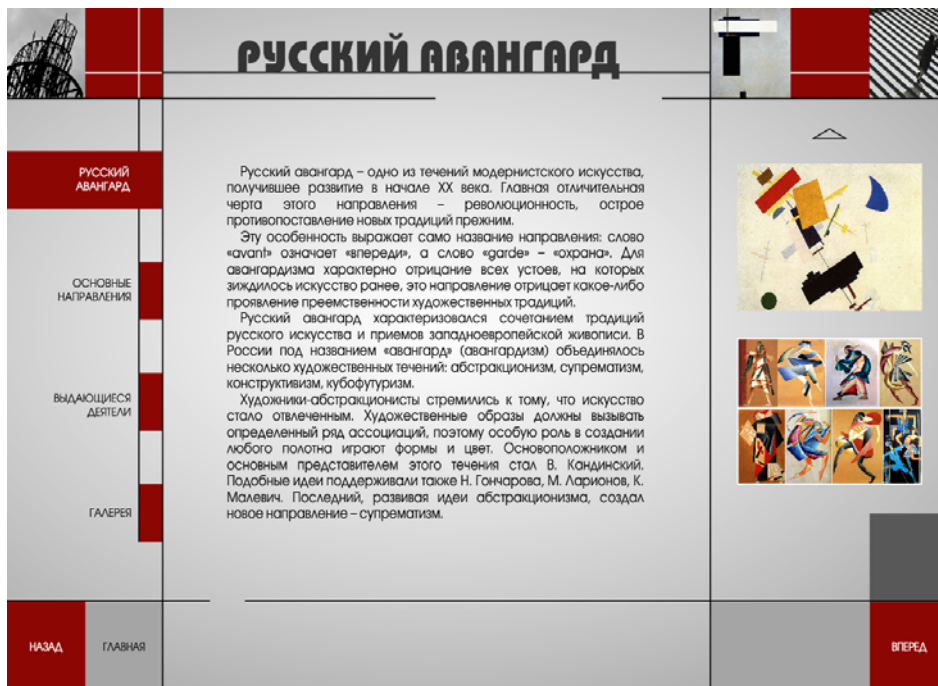 РУССКИЙ АВАНГАРД
РУССКИЙ
АВАНГАРД
ОСНОВНЫЕ
НАПРАВЛЕНИЯ
ВЫДАЮЩИЕСЯ
ДЕЯТЕЛИ
ГАЛЕРЕЯ
Русский авангард – одно из течений модернистского искусства,
получившее развитие в начале XX века. Главная отличительная
черта этого направления – революционность, острое
противопоставление новых традиций прежним.
Эту особенность выражает само название направления: слово
«avant» означает «впереди», а слово «garde» – «охрана». Для
авангардизма характерно отрицание всех устоев, на которых
зиждилось искусство ранее, это направление отрицает какое-либо
проявление преемственности художественных традиций.
Русский авангард характеризовался сочетанием традиций
русского искусства и приемов западноевропейской живописи. В
России под названием «авангард» (авангардизм) объединялось
несколько художественных течений: абстракционизм, супрематизм,
конструктивизм, кубофутуризм.
Художники-абстракционисты стремились к тому, что искусство
стало отвлеченным. Художественные образы должны вызывать
определенный ряд ассоциаций, поэтому особую роль в создании
любого полотна играют формы и цвет. Основоположником и
основным представителем этого течения стал В. Кандинский.
Подобные идеи поддерживали также Н. Гончарова, М. Ларионов, К.
Малевич. Последний, развивая идеи абстракционизма, создал
новое направление – супрематизм.
НАЗАД
ГЛАВНАЯ
ВПЕРЕД